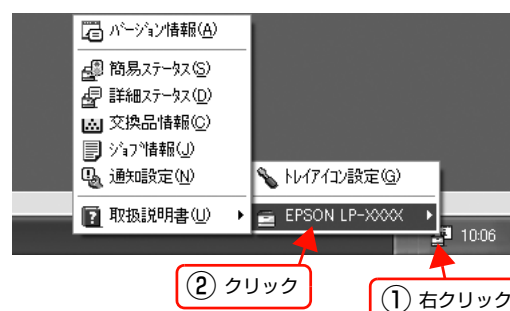 バージョン情報(A)
簡易ステータス(S)
詳細ステータス(D)
交換品情報(C)
ジョブ情報(J)
通知設定(N)
取扱説明書(U)
トレイアイコン設定(G)
EPSON LP-XXXX
10:06
② クリック
① 右クリック